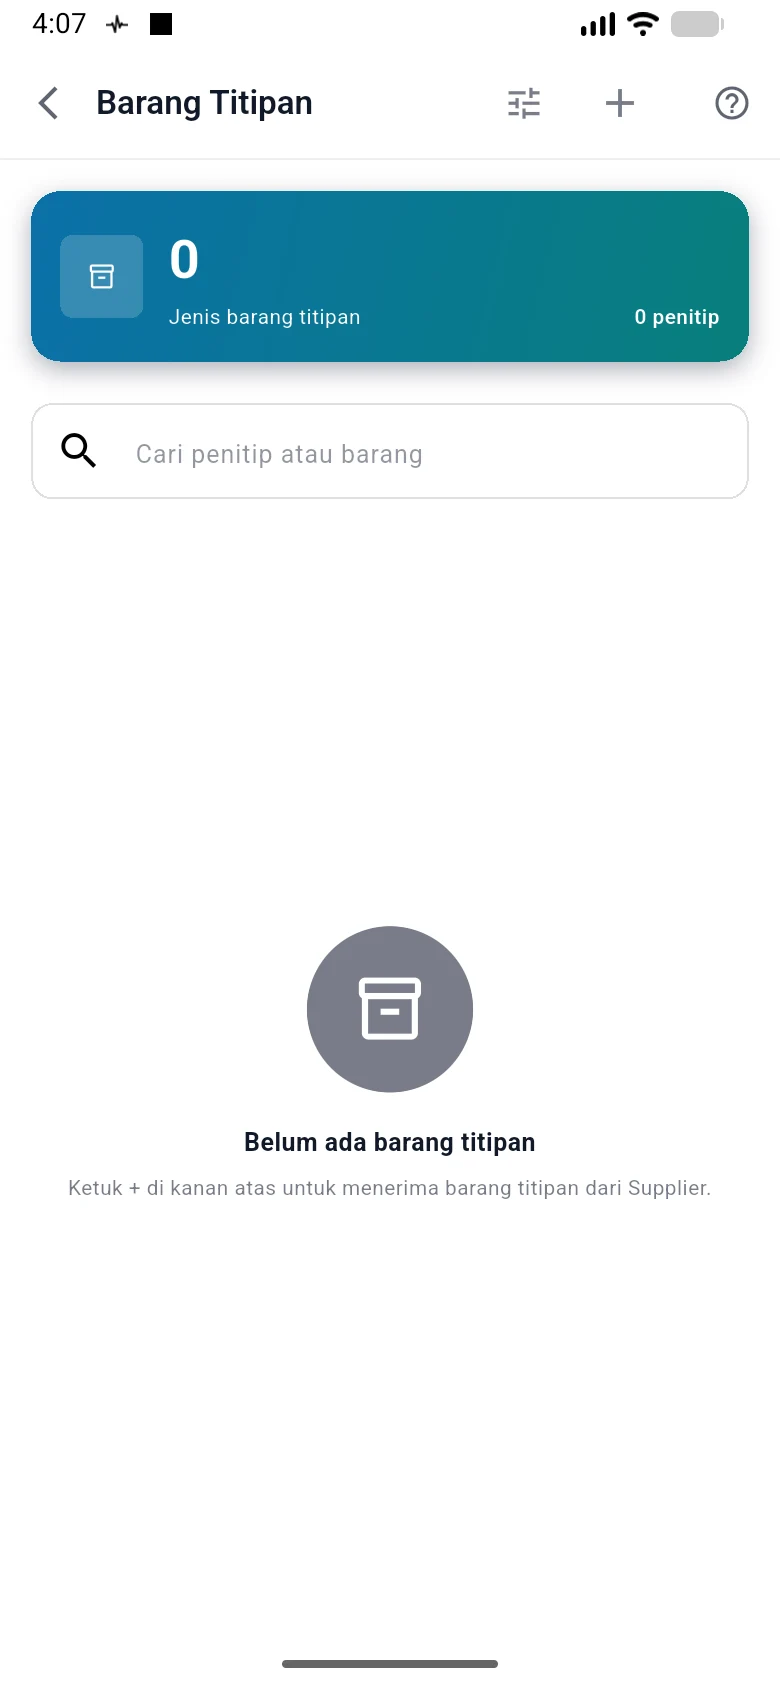 4:07
Barang Titipan
0
Jenis barang titipan
0 penitip
Cari penitip atau barang
Belum ada barang titipan
Ketuk + di kanan atas untuk menerima barang titipan dari Supplier.